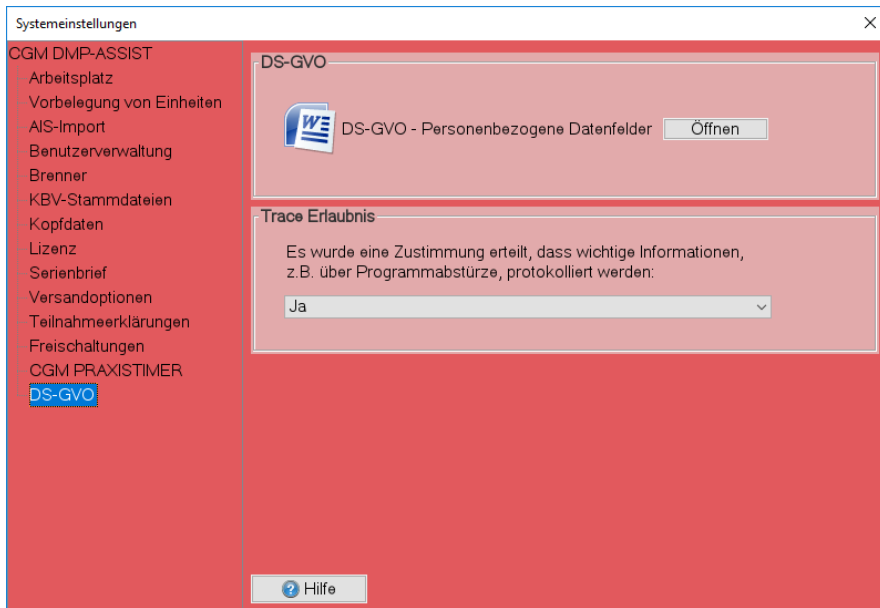 Systemeinstellungen
CGM DMP-ASSIST
Arbeitsplatz
Vorbelegung von Einheiten
AIS-Import
Benutzerverwaltung
Brenner
KBV-Stammdateien
Kopfdaten
Lizenz
Serienbrief
Versandoptionen
Teilnahmeerklärungen
Freischaltungen
CGM PRAXISTIMER
DS-GVO
DS-GVO
DS-GVO - Personenbezogene Datenfelder Öffnen
Trace Erlaubnis
Es wurde eine Zustimmung erteilt, dass wichtige Informationen,
z.B. über Programmabstürze, protokolliert werden:
Ja
Hilfe